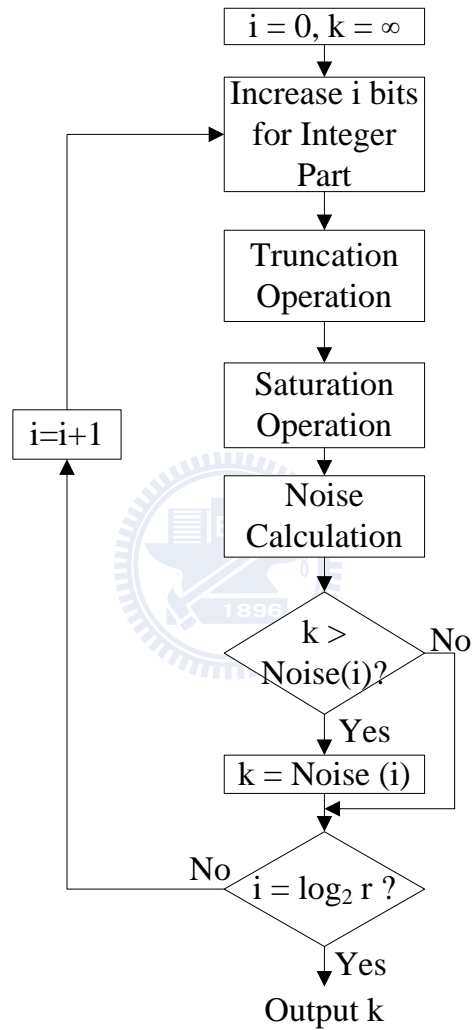 i = 0, k = ∞
Increase i bits
for Integer
Part
Truncation
Operation
Saturation
Operation
i=i+1
Noise
Calculation
1896
k >
Noise(i)?
No
Yes
k = Noise (i)
No
i = log₂ r ?
Yes
Output k